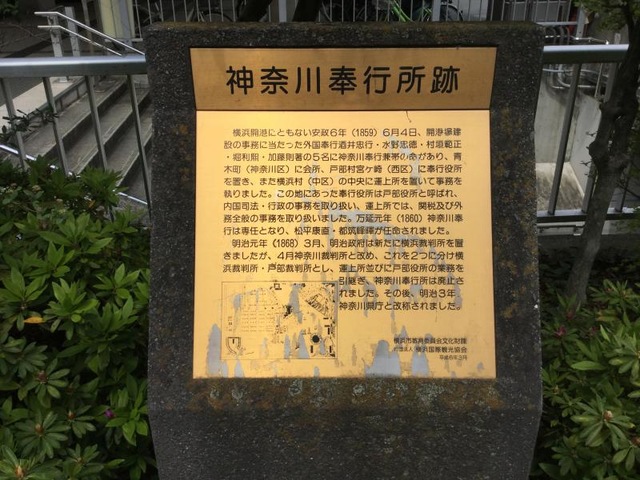 神奈川奉行所跡
横浜開港にともない安政6年（1859）6月4日、開港場建
設の事務に当たった外国奉行酒井忠行・水野忠徳・村垣範正
・堀利熙・加藤則著の5名に神奈川奉行兼帯の命があり、青
木町（神奈川区）に会所、戸部村宮ヶ崎（西区）に奉行役所
を置き、また横浜村（中区）の中央に運上所を置いて事務を
執りました。この地にあった奉行役所は戸部役所と呼ばれ、
内国司法・行政の事務を取り扱い、運上所では、関税及び外
務全般の事務を取り扱いました。万延元年（1860）神奈川奉
行は専任となり、松平康直・都筑峰暉が任命されました。
明治元年（1868）3月、明治政府は新たに横浜裁判所を置
きましたが、4月神奈川裁判所と改め、これを2つに分け横
浜裁判所・戸部裁判所とし、運上所並びに戸部役所の業務を
引継ぎ、神奈川奉行所は廃止さ
れました。その後、明治3年、
神奈川県庁と改称されました。
横浜市教育委員会文化財課
横浜国際観光協会